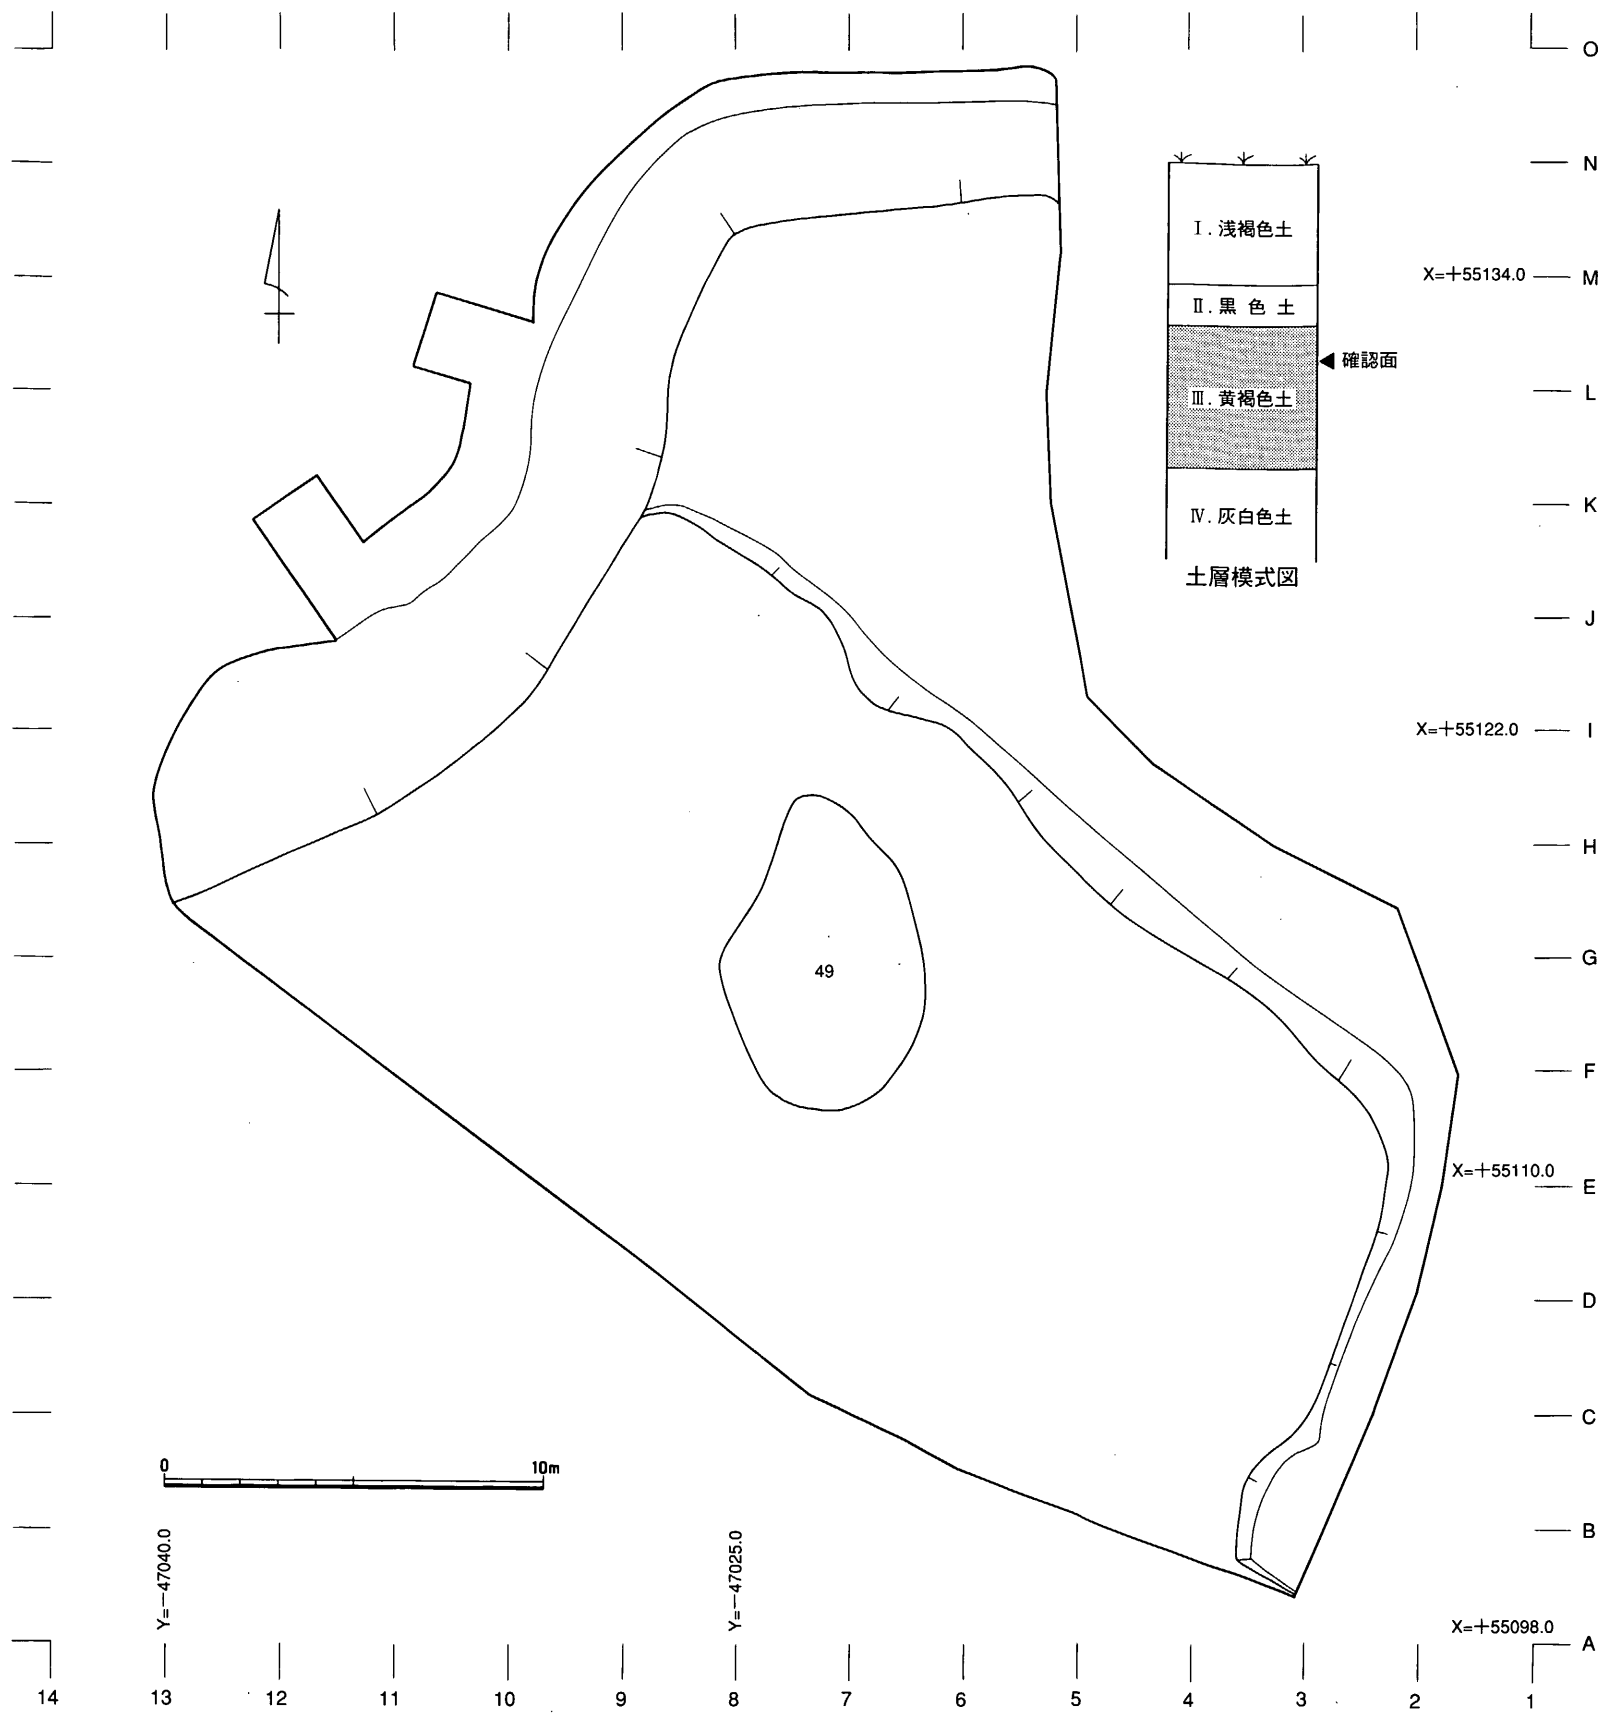 O
N
Ⅰ. 浅褐色土
X=+55134.0
M
Ⅱ. 黒 色 土
◀ 確認面
L
Ⅲ. 黄褐色土
K
Ⅳ. 灰白色土
土層模式図
J
X=+55122.0
I
H
G
49
F
X=+55110.0
E
D
C
0
10m
B
Y=-47040.0
Y=-47025.0
X=+55098.0
A
14 13 12 11 10 9 8 7 6 5 4 3 2 1